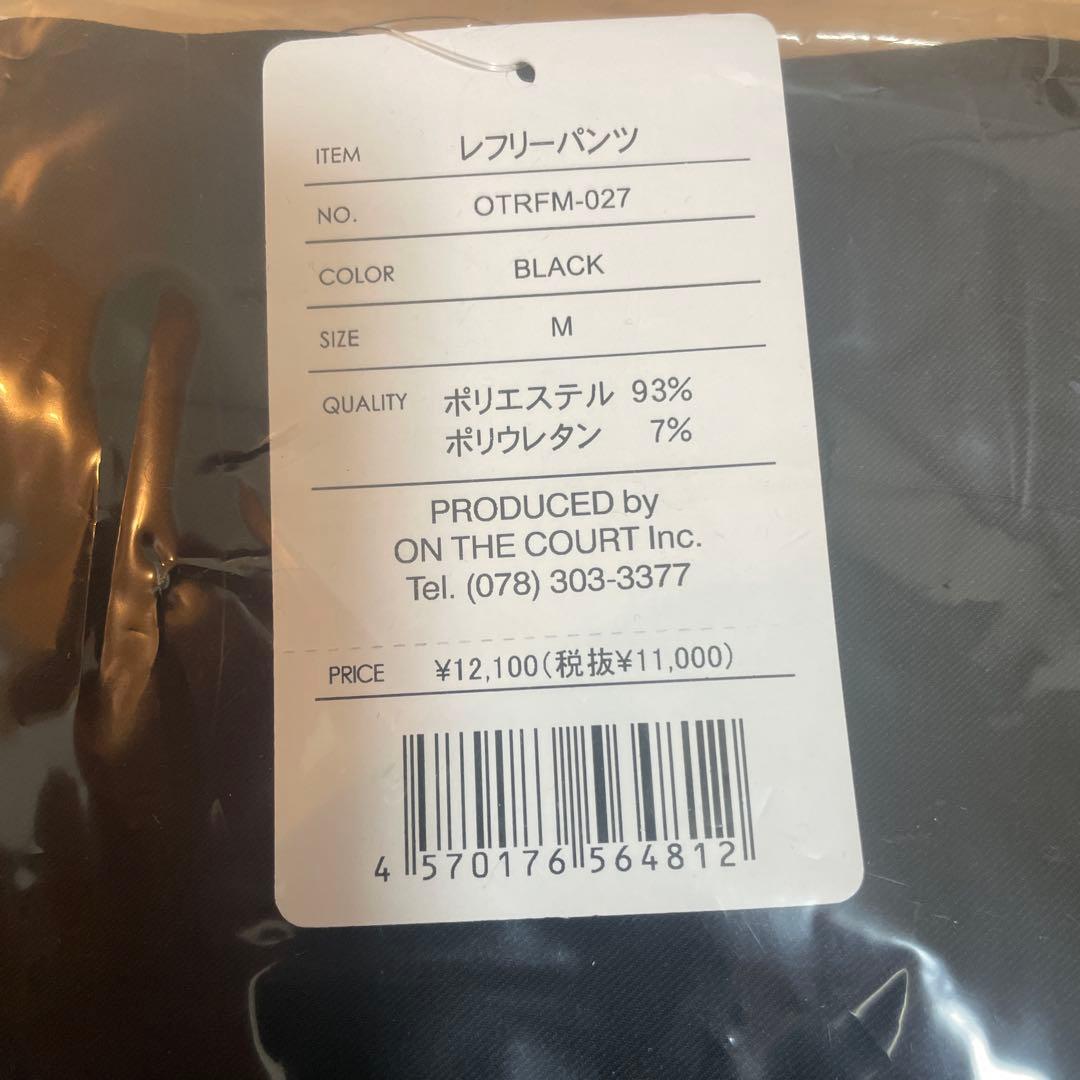 ITEM レフリーパンツ
NO. OTRFM-027
COLOR BLACK
SIZE M
QUALITY ポリエステル 93%
ポリウレタン 7%
PRODUCED by
ON THE COURT Inc.
Tel. (078) 303-3377
PRICE ¥12,100(税抜¥11,000)
4 570176 564812